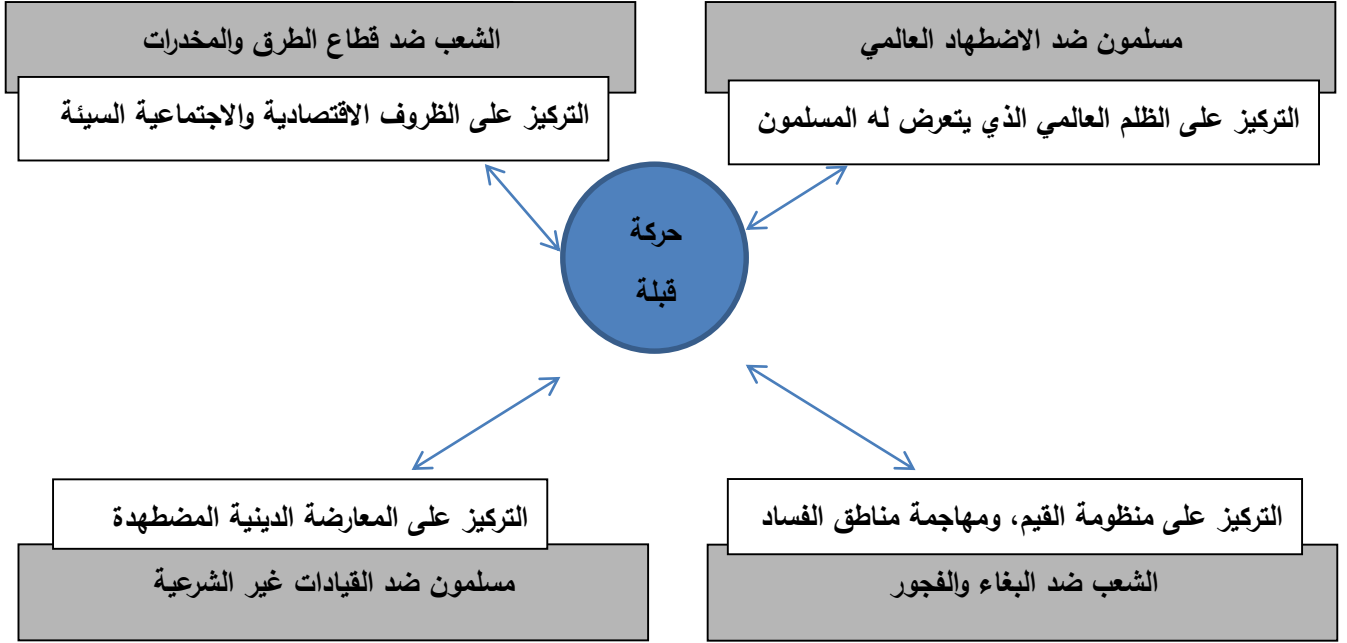 مسلمون ضد الاضطهاد العالمي
التركيز على الظلم العالمي الذي يتعرض له المسلمون
الشعب ضد قطاع الطرق والمخدرات
التركيز على الظروف الاقتصادية والاجتماعية السيئة
حركة
قبلة
التركيز على منظومة القيم، ومهاجمة مناطق الفساد
الشعب ضد البغاء والفجور
التركيز على المعارضة الدينية المضطهدة
مسلمون ضد القيادات غير الشرعية